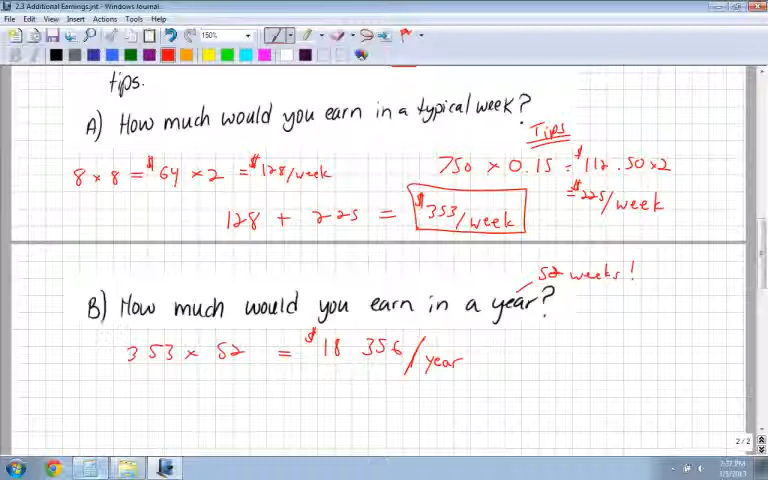 2.3 Additional Earnings.jnt - Windows Journal
File Edit View Insert Actions Tools Help
150%
tips.
A) How much would you earn in a typical week?
Tips
8 × 8 = $64 × 2 = $128/week
750 × 0.15 = $112.50 × 2
= $225/week
128 + 225 = $353/week
52 weeks!
B) How much would you earn in a year?
353 × 52 = $18 356/year
2 / 2